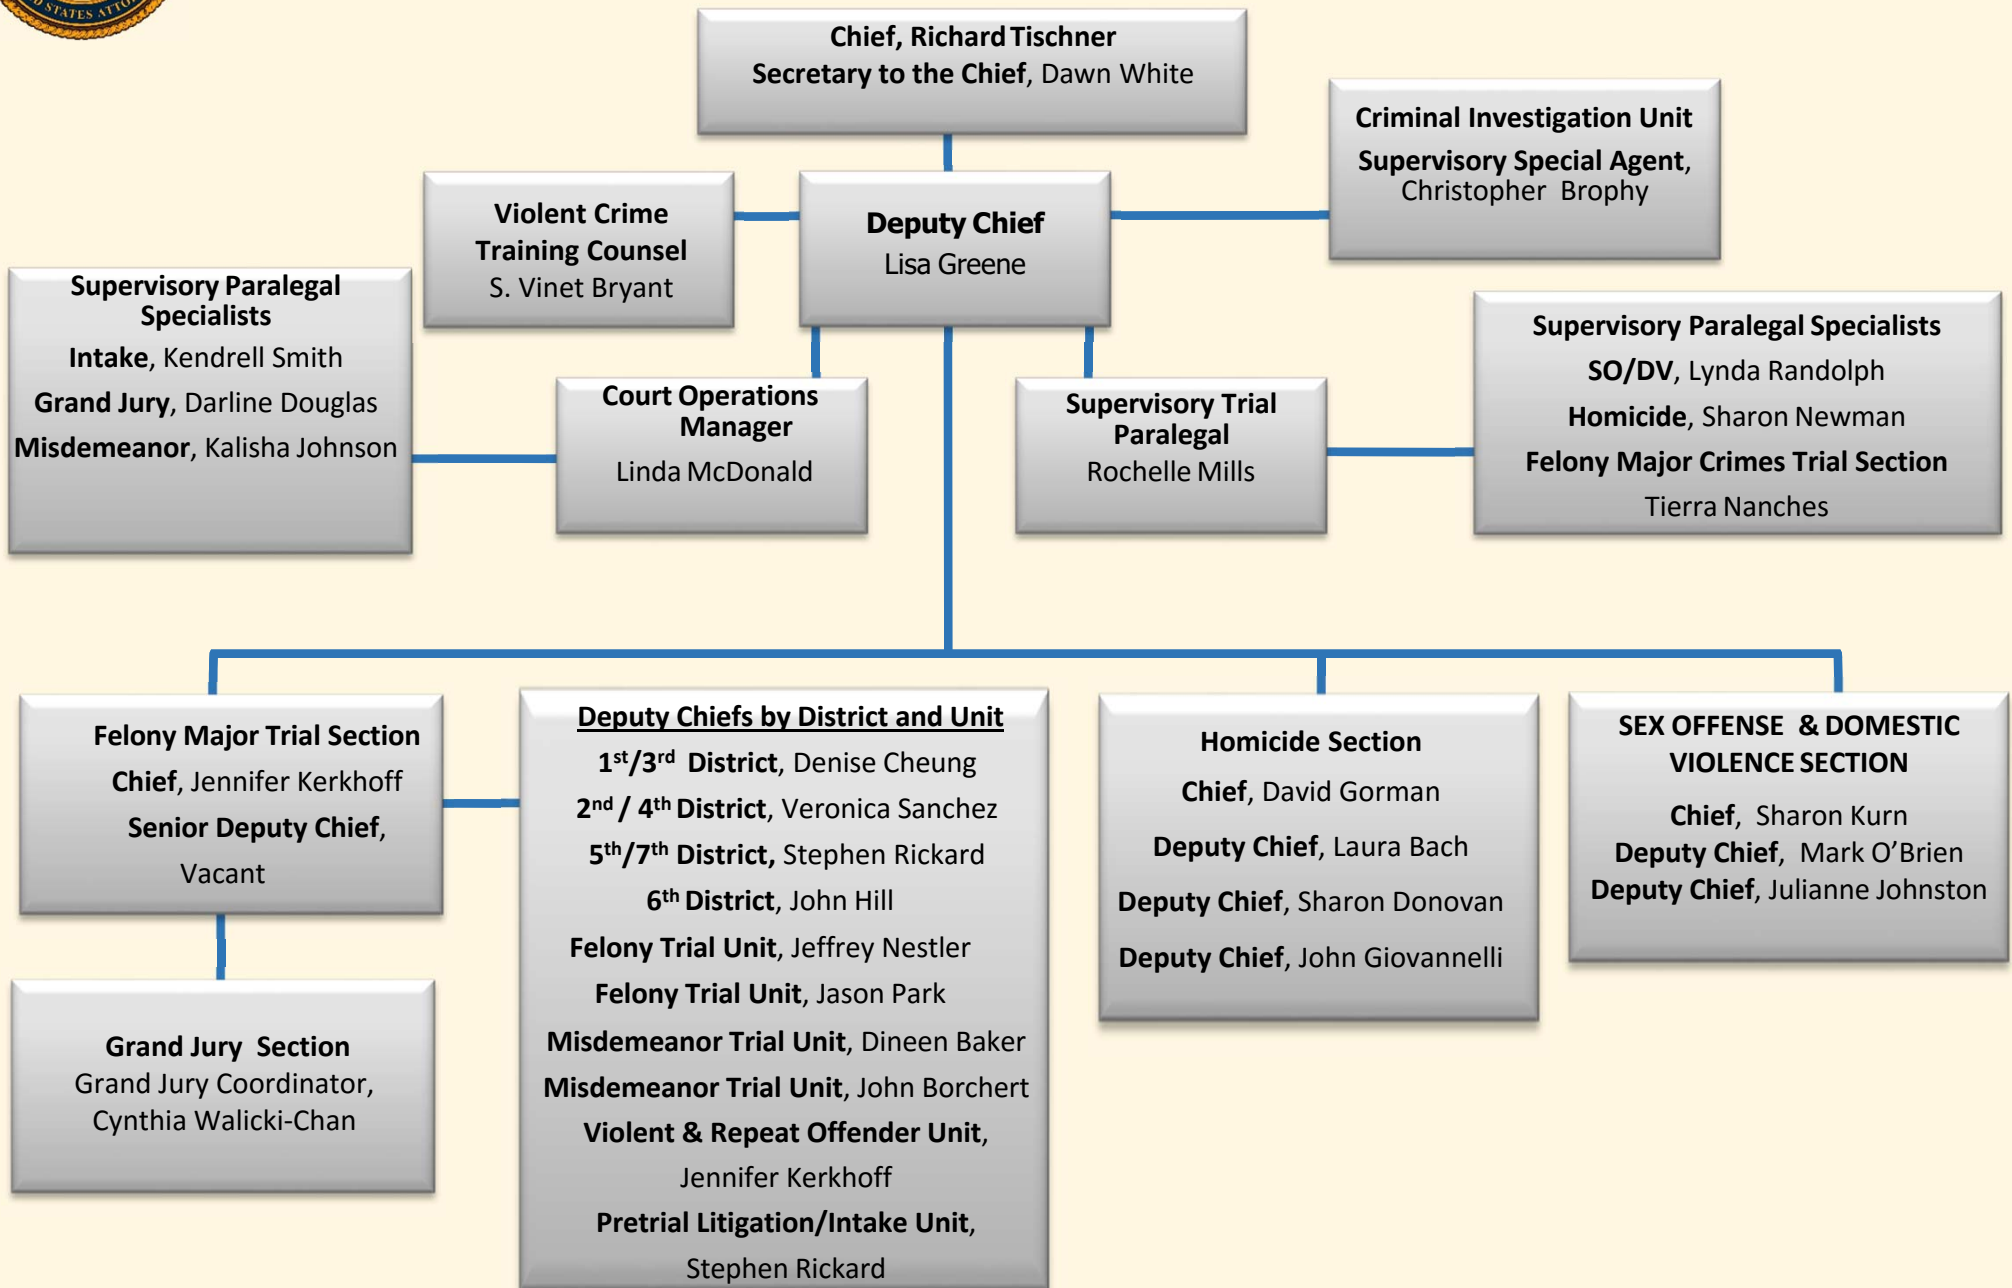 D STATES ATTO
Chief, Richard Tischner
Secretary to the Chief, Dawn White
Criminal Investigation Unit
Supervisory Special Agent,
Christopher Brophy
Violent Crime
Training Counsel
S. Vinet Bryant
Deputy Chief
Lisa Greene
Supervisory Paralegal
Specialists
Intake, Kendrell Smith
Grand Jury, Darline Douglas
Misdemeanor, Kalisha Johnson
Court Operations
Manager
Linda McDonald
Supervisory Trial
Paralegal
Rochelle Mills
Supervisory Paralegal Specialists
SO/DV, Lynda Randolph
Homicide, Sharon Newman
Felony Major Crimes Trial Section
Tierra Nanches
Felony Major Trial Section
Chief, Jennifer Kerkhoff
Senior Deputy Chief,
Vacant
Grand Jury Section
Grand Jury Coordinator,
Cynthia Walicki-Chan
Deputy Chiefs by District and Unit
1st/3rd District, Denise Cheung
2nd / 4th District, Veronica Sanchez
5th/7th District, Stephen Rickard
6th District, John Hill
Felony Trial Unit, Jeffrey Nestler
Felony Trial Unit, Jason Park
Misdemeanor Trial Unit, Dineen Baker
Misdemeanor Trial Unit, John Borchert
Violent & Repeat Offender Unit,
Jennifer Kerkhoff
Pretrial Litigation/Intake Unit,
Stephen Rickard
Homicide Section
Chief, David Gorman
Deputy Chief, Laura Bach
Deputy Chief, Sharon Donovan
Deputy Chief, John Giovannelli
SEX OFFENSE & DOMESTIC
VIOLENCE SECTION
Chief, Sharon Kurn
Deputy Chief, Mark O’Brien
Deputy Chief, Julianne Johnston